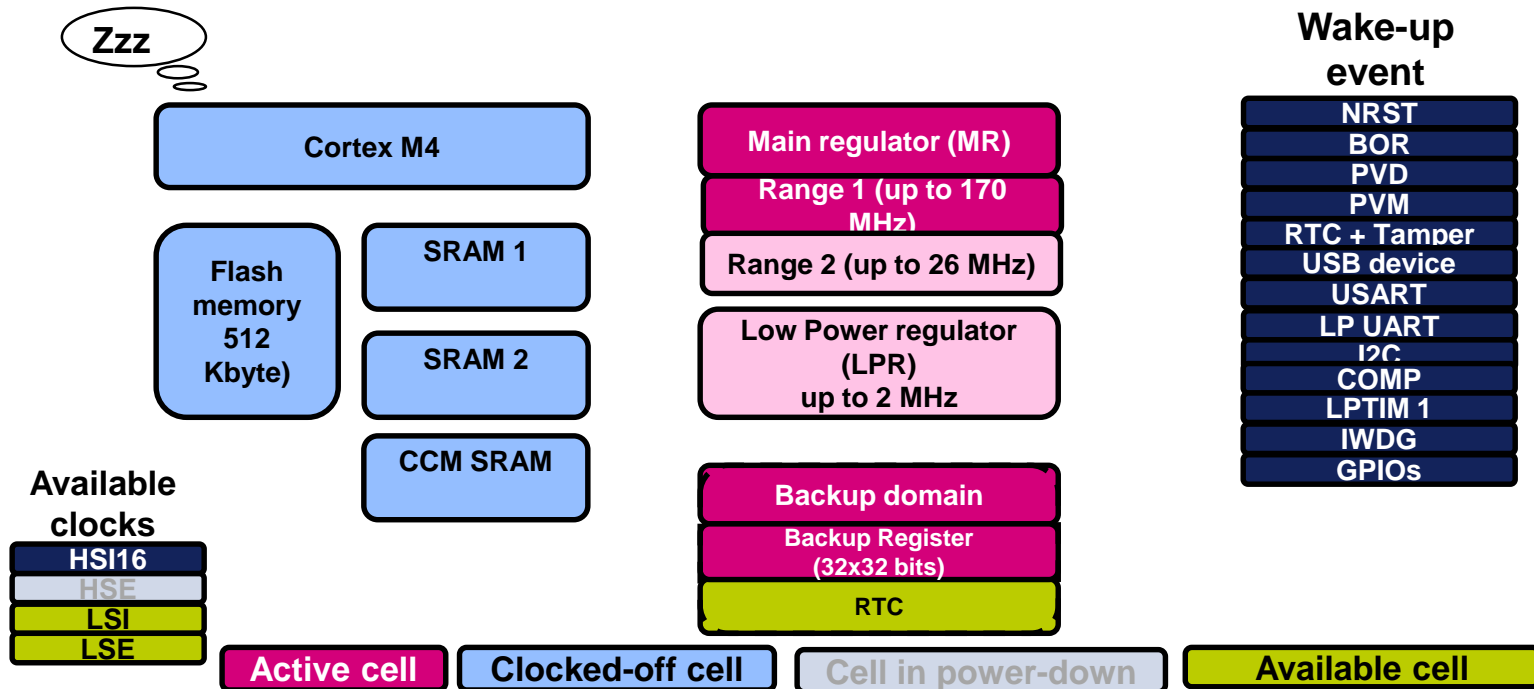 Zzz
Cortex M4
Flash
memory
512
Kbyte)
SRAM 1
SRAM 2
CCM SRAM
Available
clocks
HSI16
HSE
LSI
LSE
Main regulator (MR)
Range 1 (up to 170
MHz)
Range 2 (up to 26 MHz)
Low Power regulator
(LPR)
up to 2 MHz
Backup domain
Backup Register
(32x32 bits)
RTC
Wake-up
event
NRST
BOR
PVD
PVM
RTC + Tamper
USB device
USART
LP UART
I2C
COMP
LPTIM 1
IWDG
GPIOs
Active cell
Clocked-off cell
Cell in power-down
Available cell